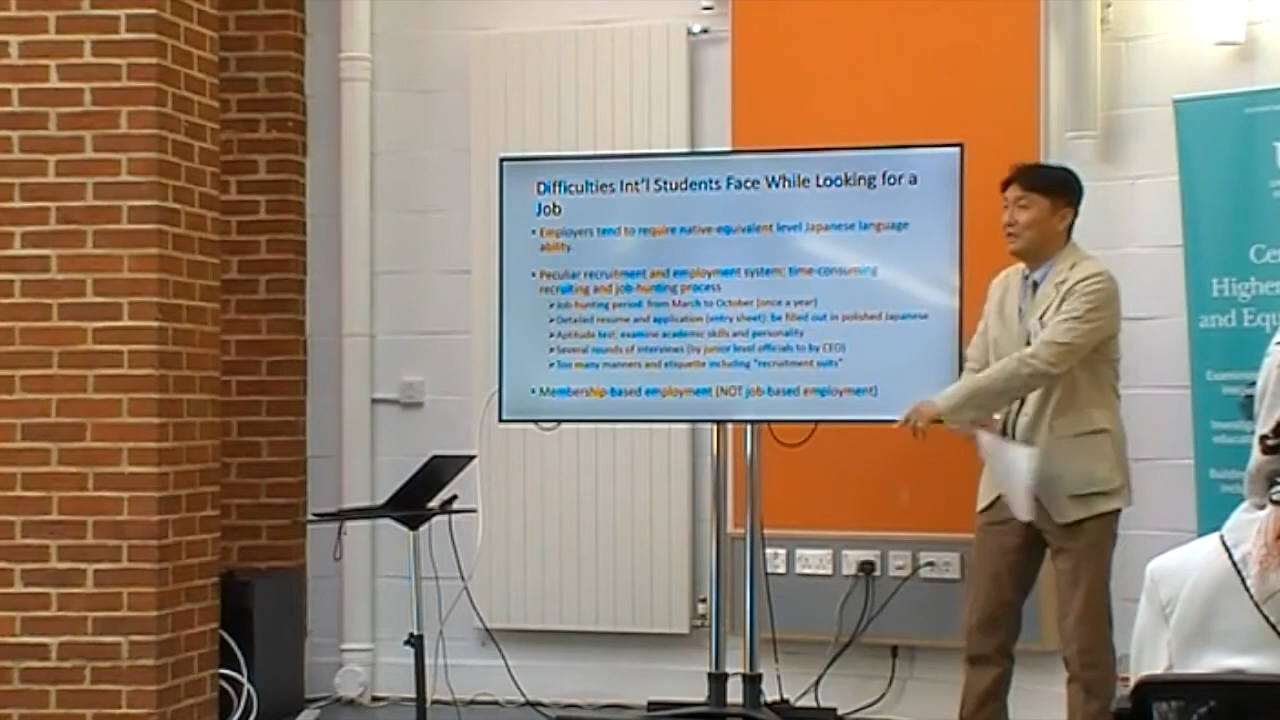 Difficulties Int'l Students Face While Looking for a
Job
• Employers tend to require native-equivalent level Japanese language
ability.
• Peculiar recruitment and employment system; time-consuming
recruiting and job-hunting process
➢Job-hunting period: from March to October (once a year)
➢Detailed resume and application (entry sheet): be filled out in polished Japanese
➢Aptitude test: examine academic skills and personality
➢Several rounds of interviews (by junior level officials to by CEO)
➢Too many manners and etiquette including "recruitment suits"
• Membership-based employment (NOT job-based employment)
Higher
and Equ